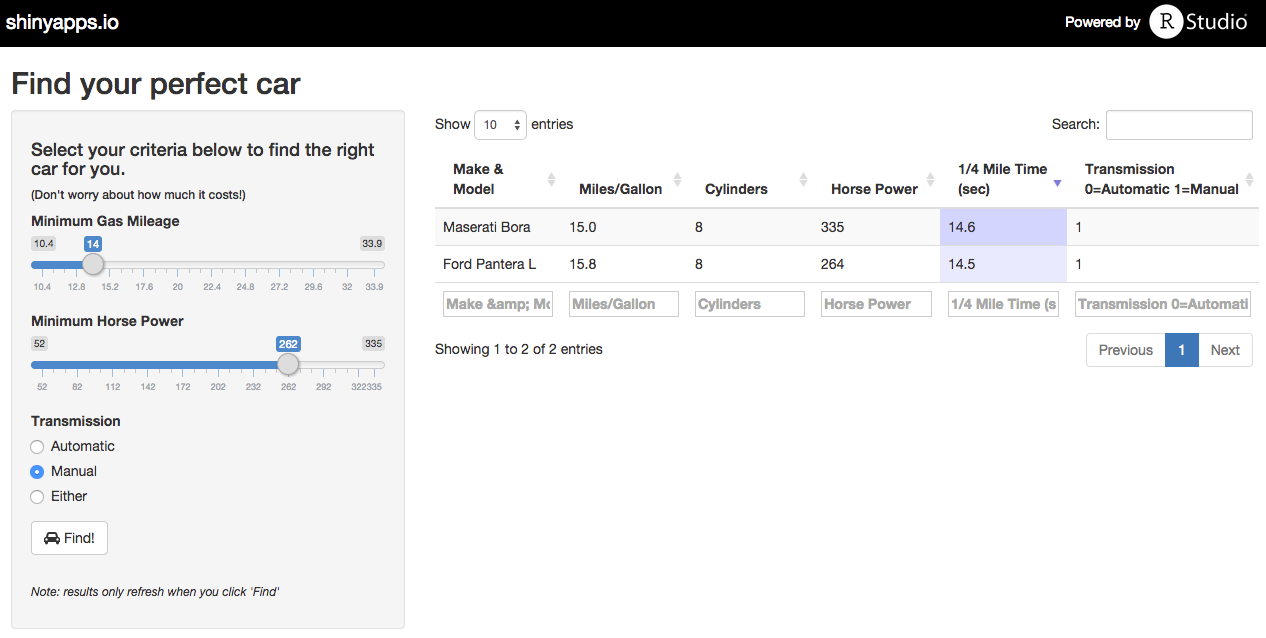 shinyapps.io
Powered by R Studio
Find your perfect car
Select your criteria below to find the right
car for you.
(Don't worry about how much it costs!)
Minimum Gas Mileage
10.4 14 33.9
10.4 12.8 15.2 17.6 20 22.4 24.8 27.2 29.6 32 33.9
Minimum Horse Power
52 262 335
52 82 112 142 172 202 232 262 292 322335
Transmission
Automatic
Manual
Either
Find!
Note: results only refresh when you click 'Find'
Show 10 entries
Search:
Make &
Model
Miles/Gallon
Cylinders
Horse Power
1/4 Mile Time
(sec)
Transmission
0=Automatic 1=Manual
Maserati Bora 15.0 8 335 14.6 1
Ford Pantera L 15.8 8 264 14.5 1
Make &amp; Mo Miles/Gallon Cylinders Horse Power 1/4 Mile Time (s Transmission 0=Automati
Showing 1 to 2 of 2 entries
Previous 1 Next